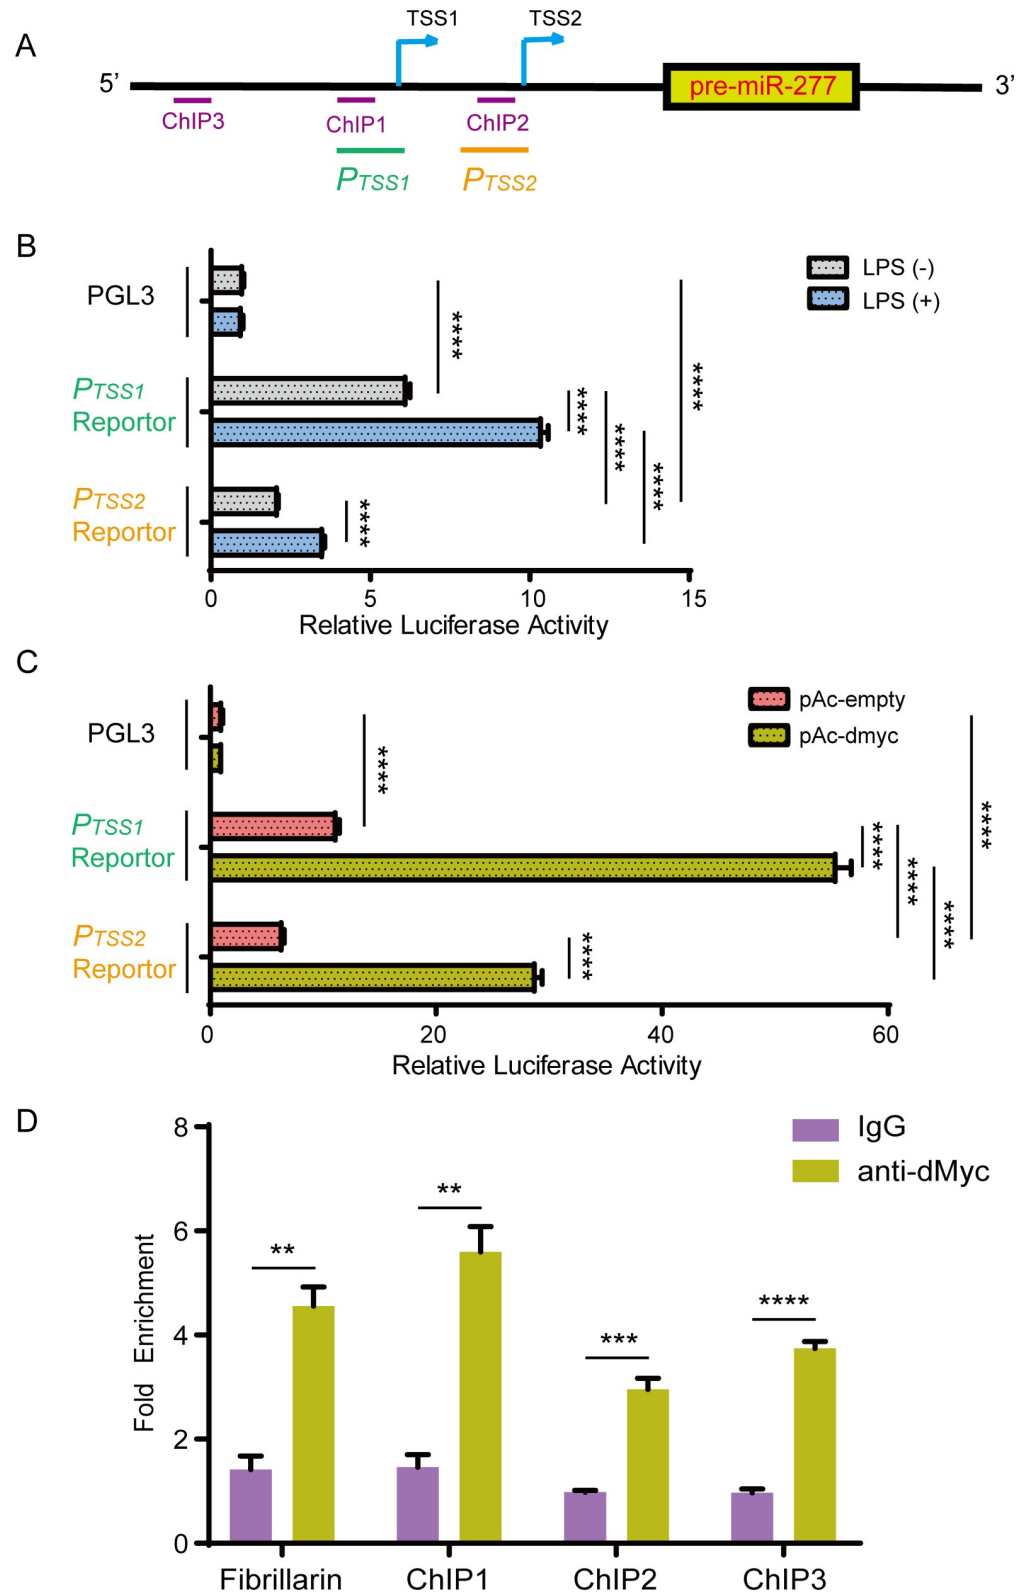 A
TSS1
TSS2
5’
pre-miR-277
3’
ChIP3
ChIP1
ChIP2
PTSS1
PTSS2
B
LPS (-)
LPS (+)
PGL3
****
****
PTSS1
Reportor
****
****
****
PTSS2
Reportor
****
0
5
10
15
Relative Luciferase Activity
C
pAc-empty
pAc-dmyc
PGL3
****
****
PTSS1
Reportor
****
****
****
PTSS2
Reportor
****
0
20
40
60
Relative Luciferase Activity
D
IgG
anti-dMyc
8
6
4
2
0
Fold Enrichment
**
**
***
****
Fibrillarin
ChIP1
ChIP2
ChIP3